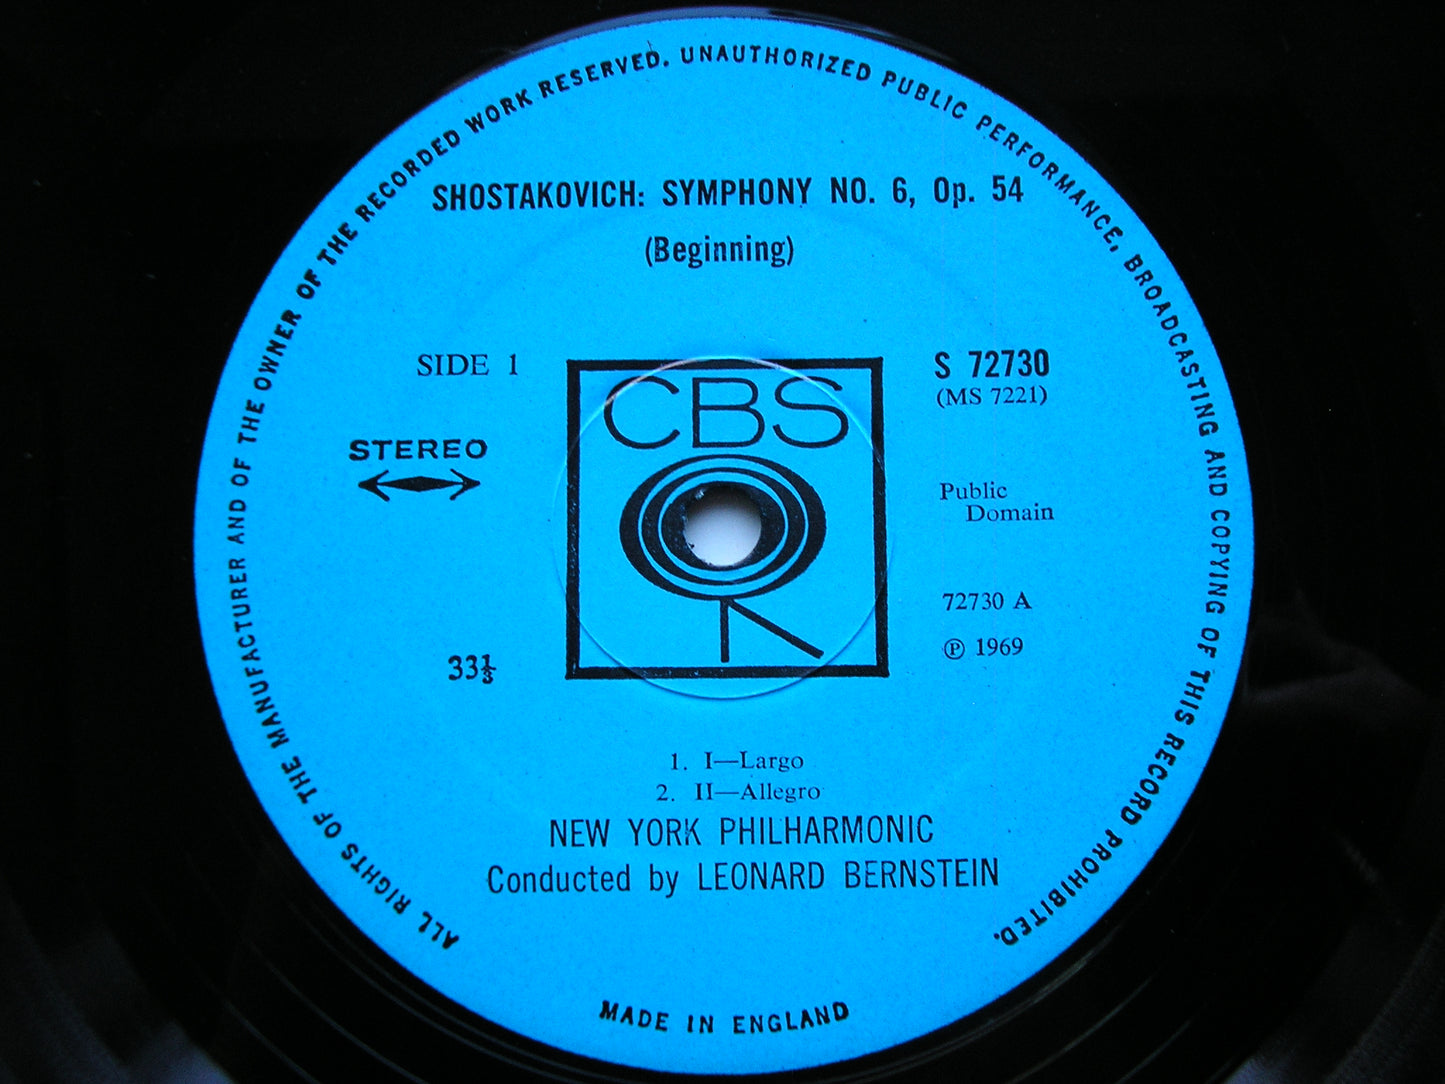 ALL RIGHTS OF THE MANUFACTURER AND OF THE OWNER OF THE RECORDED WORK RESERVED. UNAUTHORIZED PUBLIC PERFORMANCE, BROADCASTING AND COPYING OF THIS RECORD PROHIBITED.
SHOSTAKOVICH: SYMPHONY NO. 6, Op. 54
(Beginning)
SIDE 1
STEREO
33⅓
CBS
S 72730
(MS 7221)
Public
Domain
72730 A
℗ 1969
1. I—Largo
2. II—Allegro
NEW YORK PHILHARMONIC
Conducted by LEONARD BERNSTEIN
MADE IN ENGLAND